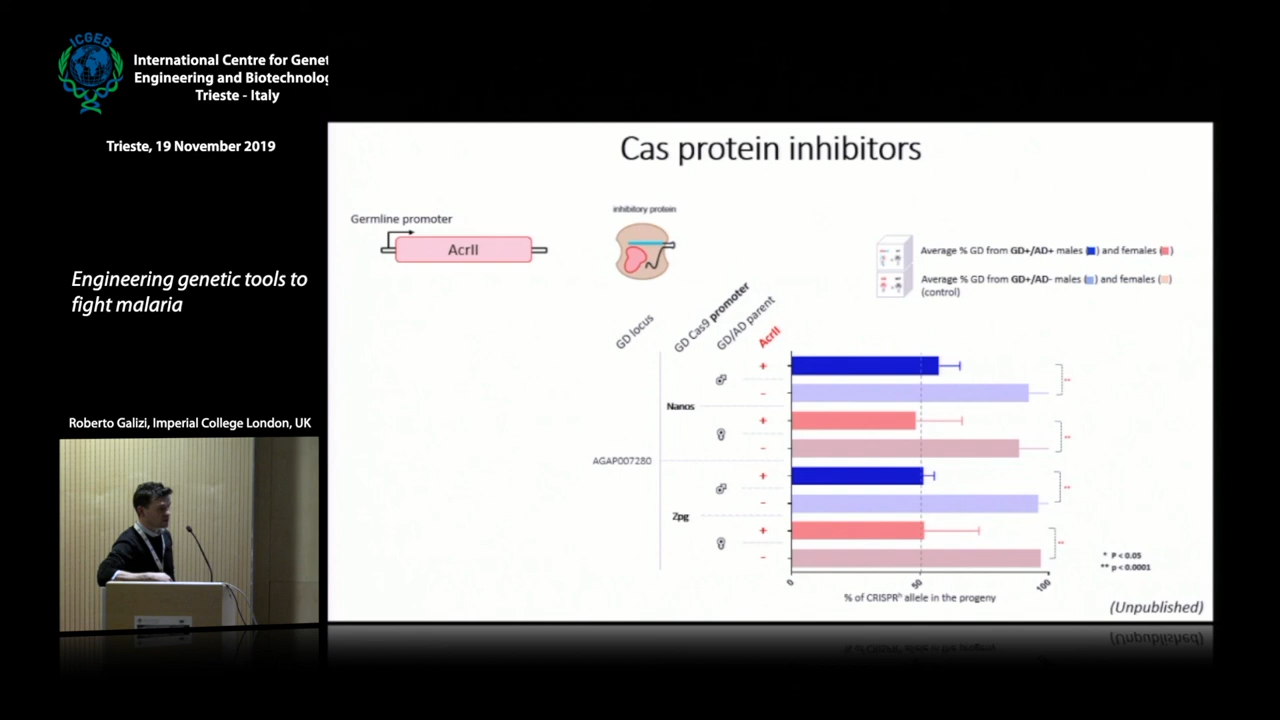 ICGEB
International Centre for Genet
Engineering and Biotechnolog
Trieste - Italy
Trieste, 19 November 2019
Engineering genetic tools to
fight malaria
Roberto Galizi, Imperial College London, UK
Cas protein inhibitors
Germline promoter
AcrII
inhibitory protein
Average % GD from GD+/AD+ males ( ) and females ( )
Average % GD from GD+/AD- males ( ) and females ( )
(control)
GD locus
GD Cas9 promoter
GD/AD parent
AcrII
+
-
Nanos
+
-
AGAP007280
+
-
Zpg
+
-
**
**
**
**
0
50
100
% of CRISPRʰ allele in the progeny
* P < 0.05
** p < 0.0001
(Unpublished)